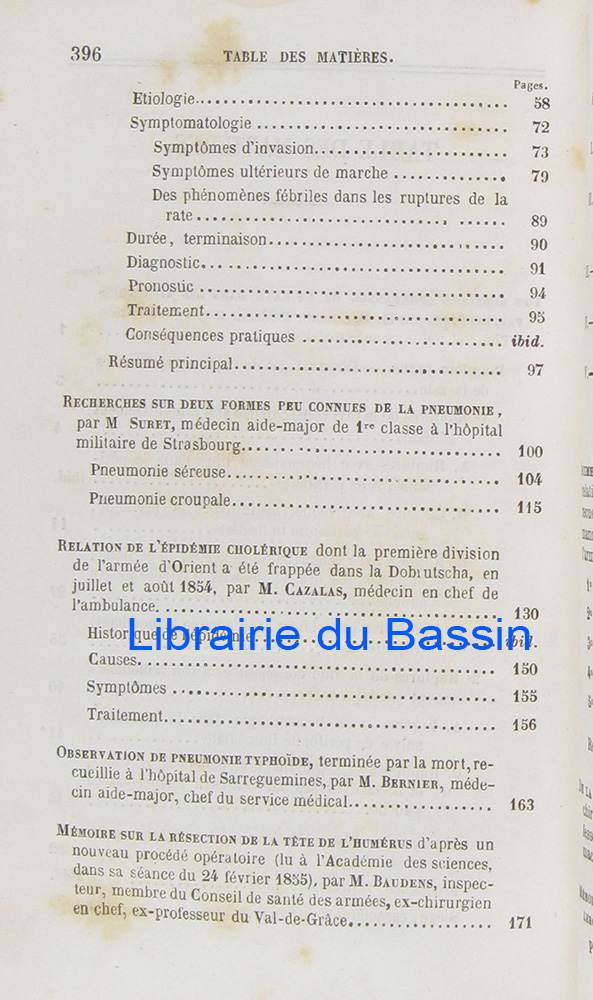 396 TABLE DES MATIÈRES.
Pages.
Etiologie........................................ 58
Symptomatologie ................................ 72
Symptômes d'invasion......................... 73
Symptômes ultérieurs de marche .............. 79
Des phénomènes fébriles dans les ruptures de la
rate........................................ 89
Durée, terminaison.............................. 90
Diagnostic...................................... 91
Pronostic ...................................... 94
Traitement...................................... 95
Conséquences pratiques ......................... ibid.
Résumé principal.................................. 97
RECHERCHES SUR DEUX FORMES PEU CONNUES DE LA PNEUMONIE,
par M SURET, médecin aide-major de 1re classe à l'hôpital
militaire de Strasbourg................................. 100
Pneumonie séreuse................................... 104
Pneumonie croupale.................................. 115
RELATION DE L'ÉPIDÉMIE CHOLÉRIQUE dont la première division
de l'armée d'Orient a été frappée dans la Dobrutscha, en
juillet et août 1854, par M. CAZALAS, médecin en chef de
l'ambulance............................................ 130
Historique de l'épidémie............................ ibid.
Librairie du Bassin
Causes.............................................. 150
Symptômes .......................................... 155
Traitement.......................................... 156
OBSERVATION DE PNEUMONIE TYPHOÏDE, terminée par la mort, re-
cueillie à l'hôpital de Sarreguemines, par M. BERNIER, méde-
cin aide-major, chef du service médical.................. 163
MÉMOIRE SUR LA RÉSECTION DE LA TÊTE DE L'HUMÉRUS d'après un
nouveau procédé opératoire (lu à l'Académie des sciences,
dans sa séance du 24 février 1855), par M. BAUDENS, inspec-
teur, membre du Conseil de santé des armées, ex-chirurgien
en chef, ex-professeur du Val-de-Grâce.................. 171